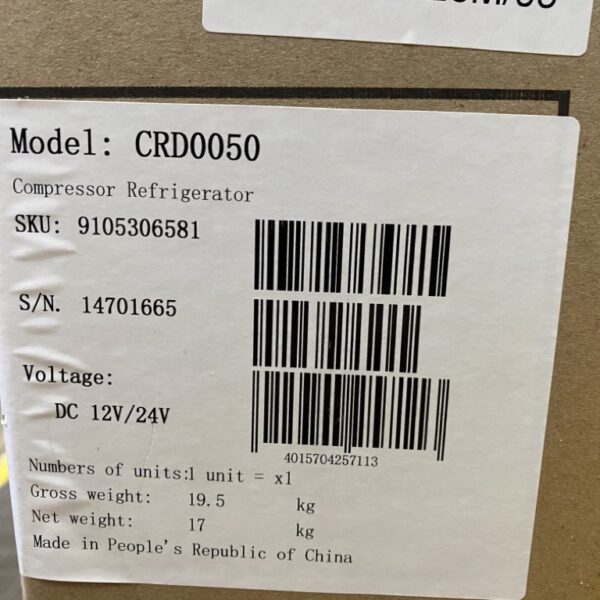 Model: CRD0050
Compressor Refrigerator
SKU: 9105306581
S/N. 14701665
Voltage:
DC 12V/24V
4015704257113
Numbers of units:1 unit = x1
Gross weight: 19.5 kg
Net weight: 17 kg
Made in People's Republic of China